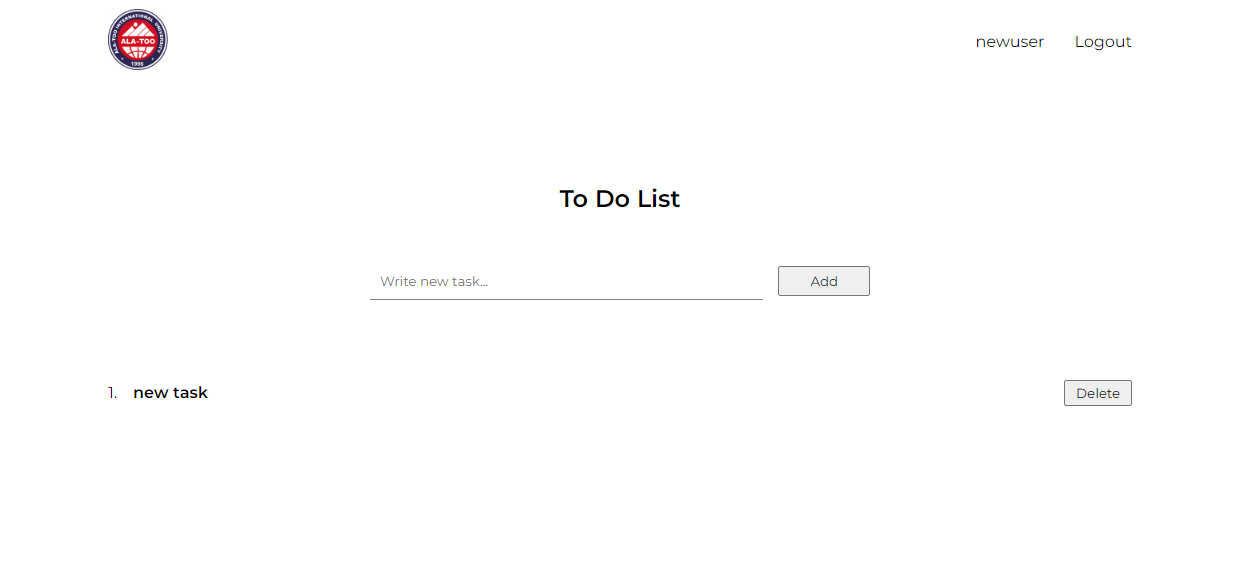 ALA-TOO INTERNATIONAL UNIVERSITY
ALA-TOO
1996
newuser Logout
To Do List
Write new task... Add
1. new task Delete